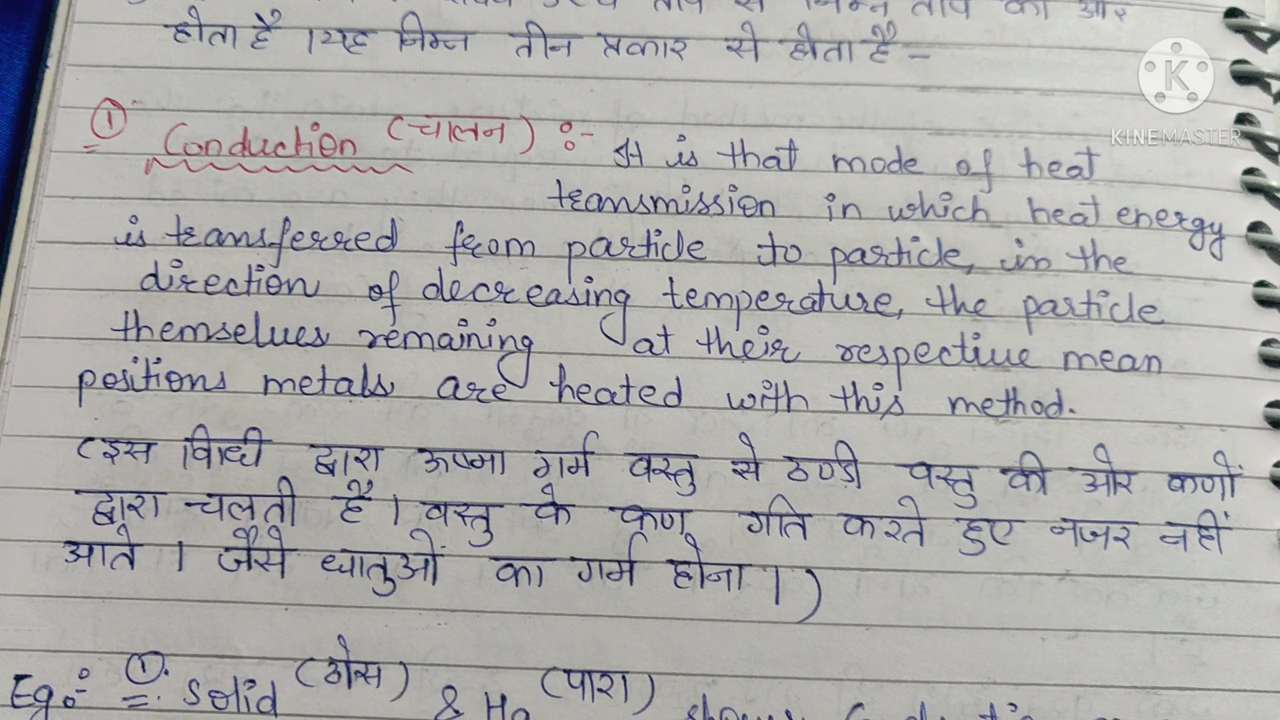 से निम्न ताप की ओर
होता है । यह निम्न तीन प्रकार से होता है –
KINEMASTER
① Conduction (चालन) :- It is that mode of heat
transmission in which heat energy
is transferred from particle to particle, in the
direction of decreasing temperature, the particle
themselves remaining at their respective mean
positions metals are heated with this method.
(इस विधी द्वारा ऊष्मा गर्म वस्तु से ठण्डी वस्तु की ओर कणों
द्वारा चलती है । वस्तु के कण गति करते हुए नजर नहीं
आते । जैसे धातुओं का गर्म होना ।)
Eg:- ①. Solid (ठोस) & Hg (पारा)